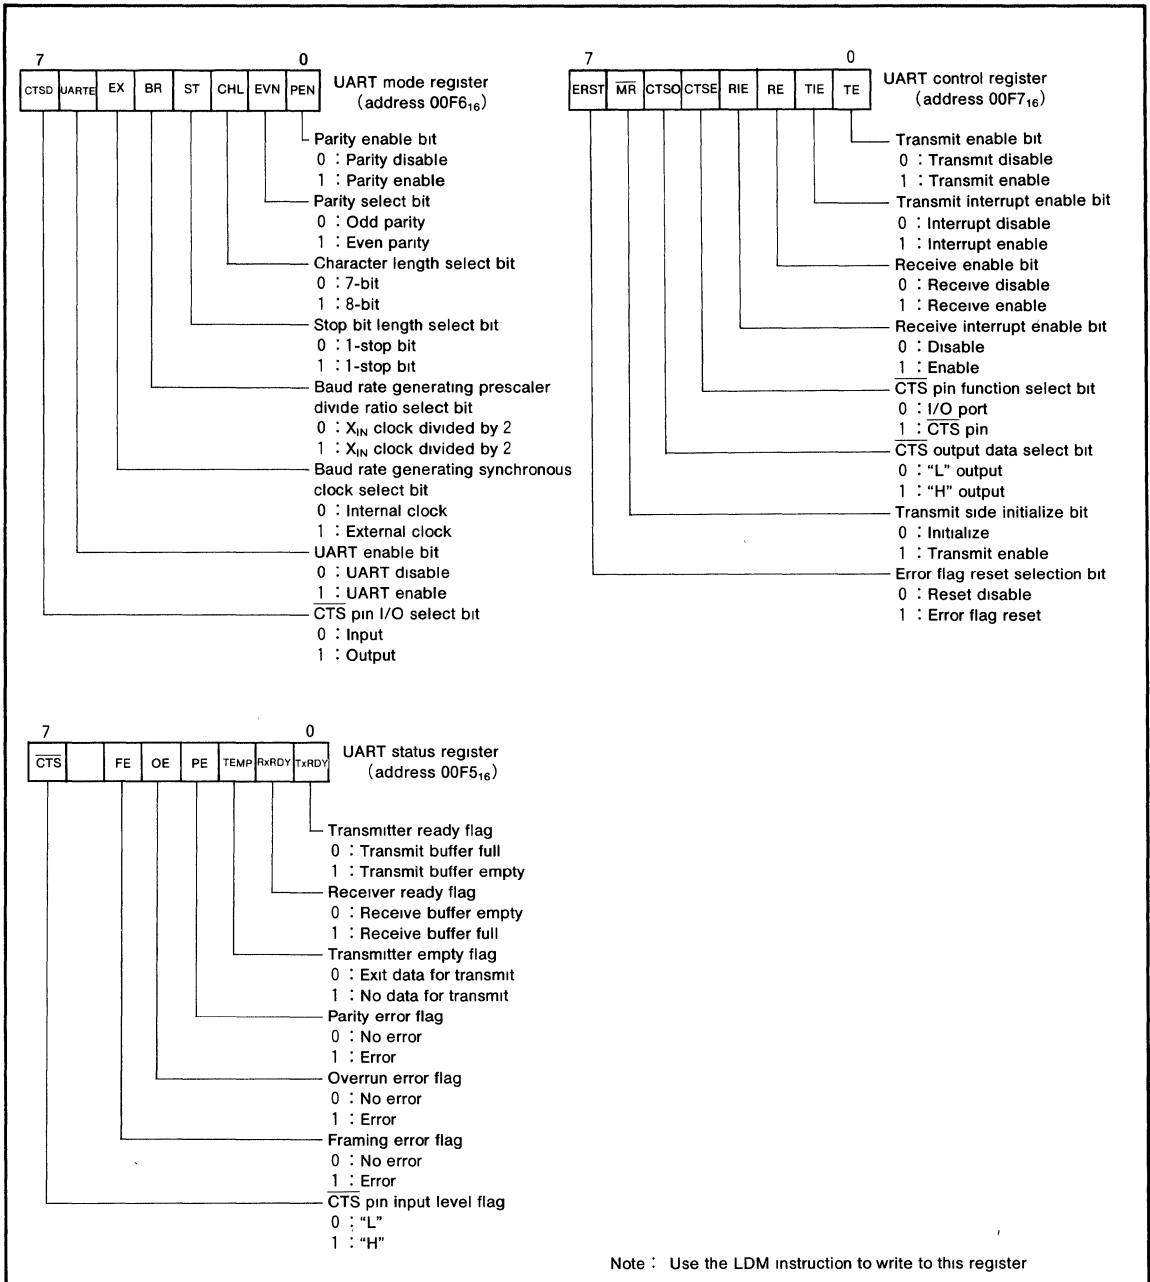 7 0
CTSD UARTE EX BR ST CHL EVN PEN
UART mode register
(address 00F6₁₆)
Parity enable bit
0 : Parity disable
1 : Parity enable
Parity select bit
0 : Odd parity
1 : Even parity
Character length select bit
0 : 7-bit
1 : 8-bit
Stop bit length select bit
0 : 1-stop bit
1 : 1-stop bit
Baud rate generating prescaler
divide ratio select bit
0 : X_IN clock divided by 2
1 : X_IN clock divided by 2
Baud rate generating synchronous
clock select bit
0 : Internal clock
1 : External clock
UART enable bit
0 : UART disable
1 : UART enable
C̅T̅S̅ pin I/O select bit
0 : Input
1 : Output
7 0
ERST M̅R̅ CTSO CTSE RIE RE TIE TE
UART control register
(address 00F7₁₆)
Transmit enable bit
0 : Transmit disable
1 : Transmit enable
Transmit interrupt enable bit
0 : Interrupt disable
1 : Interrupt enable
Receive enable bit
0 : Receive disable
1 : Receive enable
Receive interrupt enable bit
0 : Disable
1 : Enable
C̅T̅S̅ pin function select bit
0 : I/O port
1 : C̅T̅S̅ pin
C̅T̅S̅ output data select bit
0 : “L” output
1 : “H” output
Transmit side initialize bit
0 : Initialize
1 : Transmit enable
Error flag reset selection bit
0 : Reset disable
1 : Error flag reset
7 0
C̅T̅S̅ FE OE PE TEMP RxRDY TxRDY
UART status register
(address 00F5₁₆)
Transmitter ready flag
0 : Transmit buffer full
1 : Transmit buffer empty
Receiver ready flag
0 : Receive buffer empty
1 : Receive buffer full
Transmitter empty flag
0 : Exit data for transmit
1 : No data for transmit
Parity error flag
0 : No error
1 : Error
Overrun error flag
0 : No error
1 : Error
Framing error flag
0 : No error
1 : Error
C̅T̅S̅ pin input level flag
0 : “L”
1 : “H”
Note : Use the LDM instruction to write to this register